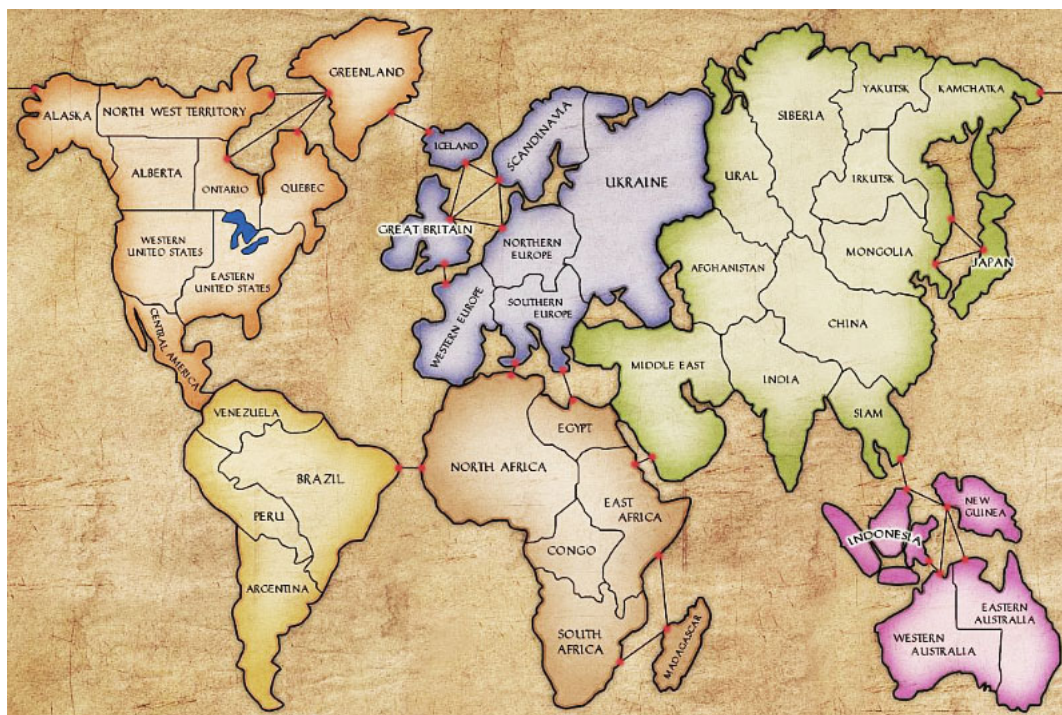 GREENLAND
ALASKA
NORTH WEST TERRITORY
ALBERTA
ONTARIO
QUEBEC
WESTERN
UNITED STATES
EASTERN
UNITED STATES
CENTRAL AMERICA
VENEZUELA
BRAZIL
PERU
ARGENTINA
ICELAND
SCANDINAVIA
UKRAINE
GREAT BRITAIN
NORTHERN
EUROPE
SOUTHERN
EUROPE
WESTERN EUROPE
NORTH AFRICA
EGYPT
EAST
AFRICA
CONGO
SOUTH
AFRICA
MADAGASCAR
SIBERIA
YAKUTSK
KAMCHATKA
URAL
IRKUTSK
MONGOLIA
JAPAN
AFGHANISTAN
CHINA
MIDDLE EAST
INDIA
SIAM
INDONESIA
NEW
GUINEA
WESTERN
AUSTRALIA
EASTERN
AUSTRALIA